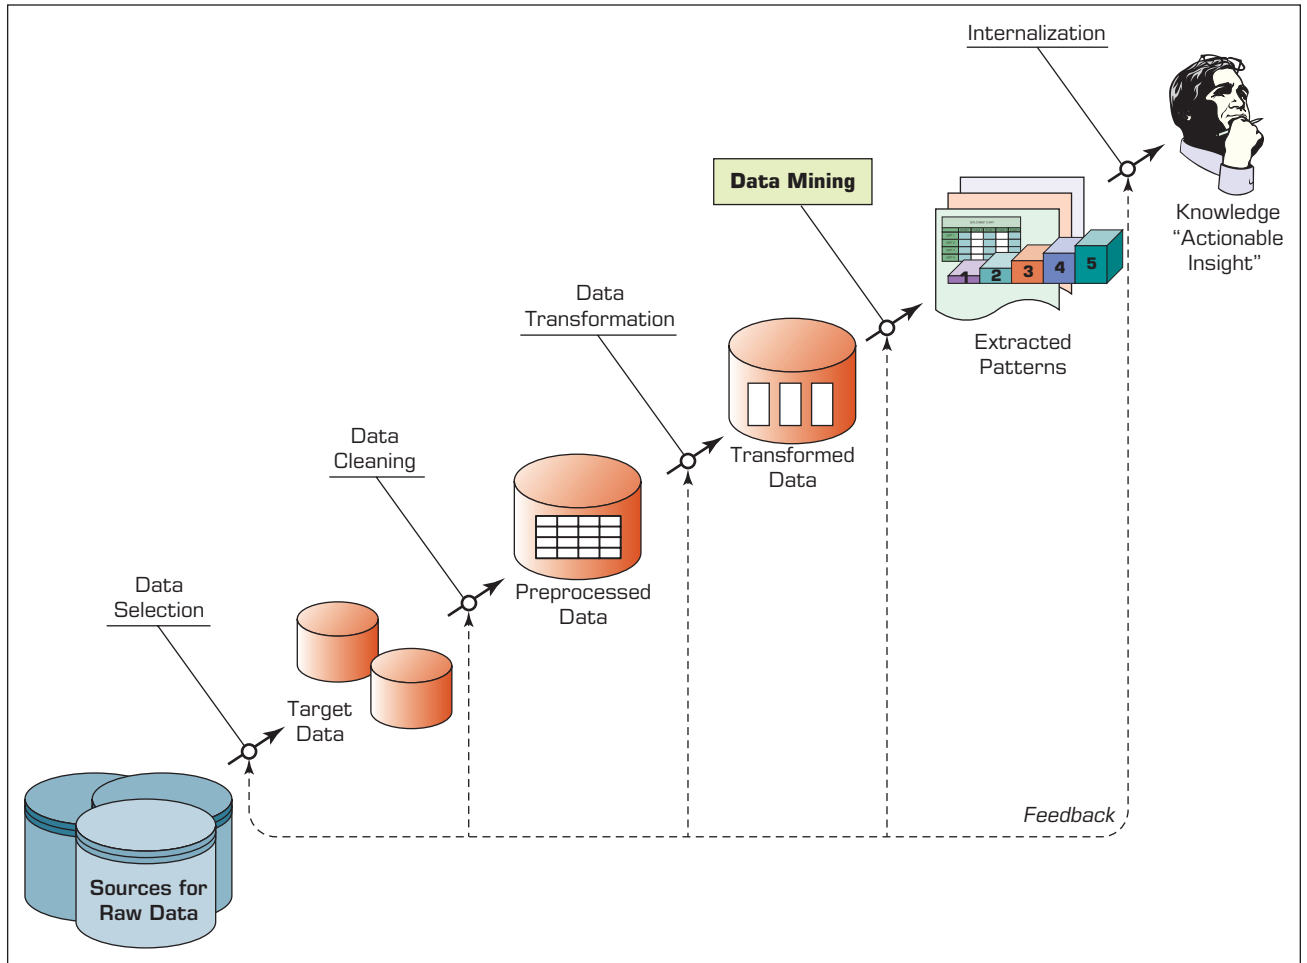 Internalization
Data Mining
Knowledge
“Actionable
Insight”
1
2
3
4
5
Data
Transformation
Extracted
Patterns
Data
Cleaning
Transformed
Data
Data
Selection
Preprocessed
Data
Target
Data
Feedback
Sources for
Raw Data